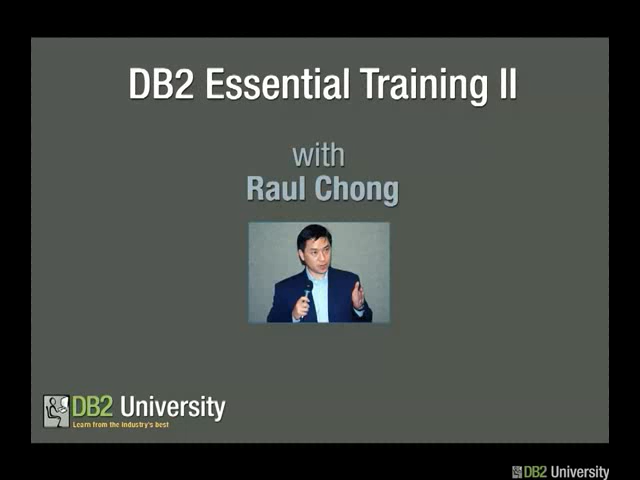 DB2 Essential Training II
with
Raul Chong
DB2 University
Learn from the industry's best
DB2 University